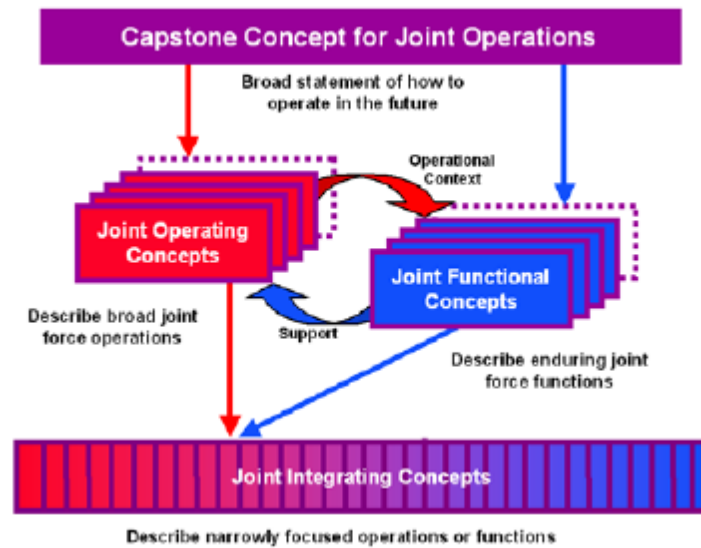 Capstone Concept for Joint Operations
Broad statement of how to
operate in the future
Operational
Context
Joint Operating
Concepts
Joint Functional
Concepts
Support
Describe broad joint
force operations
Describe enduring joint
force functions
Joint Integrating Concepts
Describe narrowly focused operations or functions